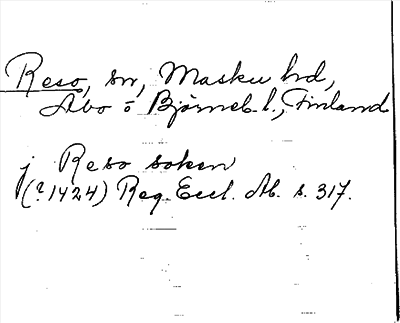 Reso, sn, Masku hd,
Åbo o Björneb. l., Finland
j Reso soken
(? 1424) Reg. Eccl. Ab. s. 317.